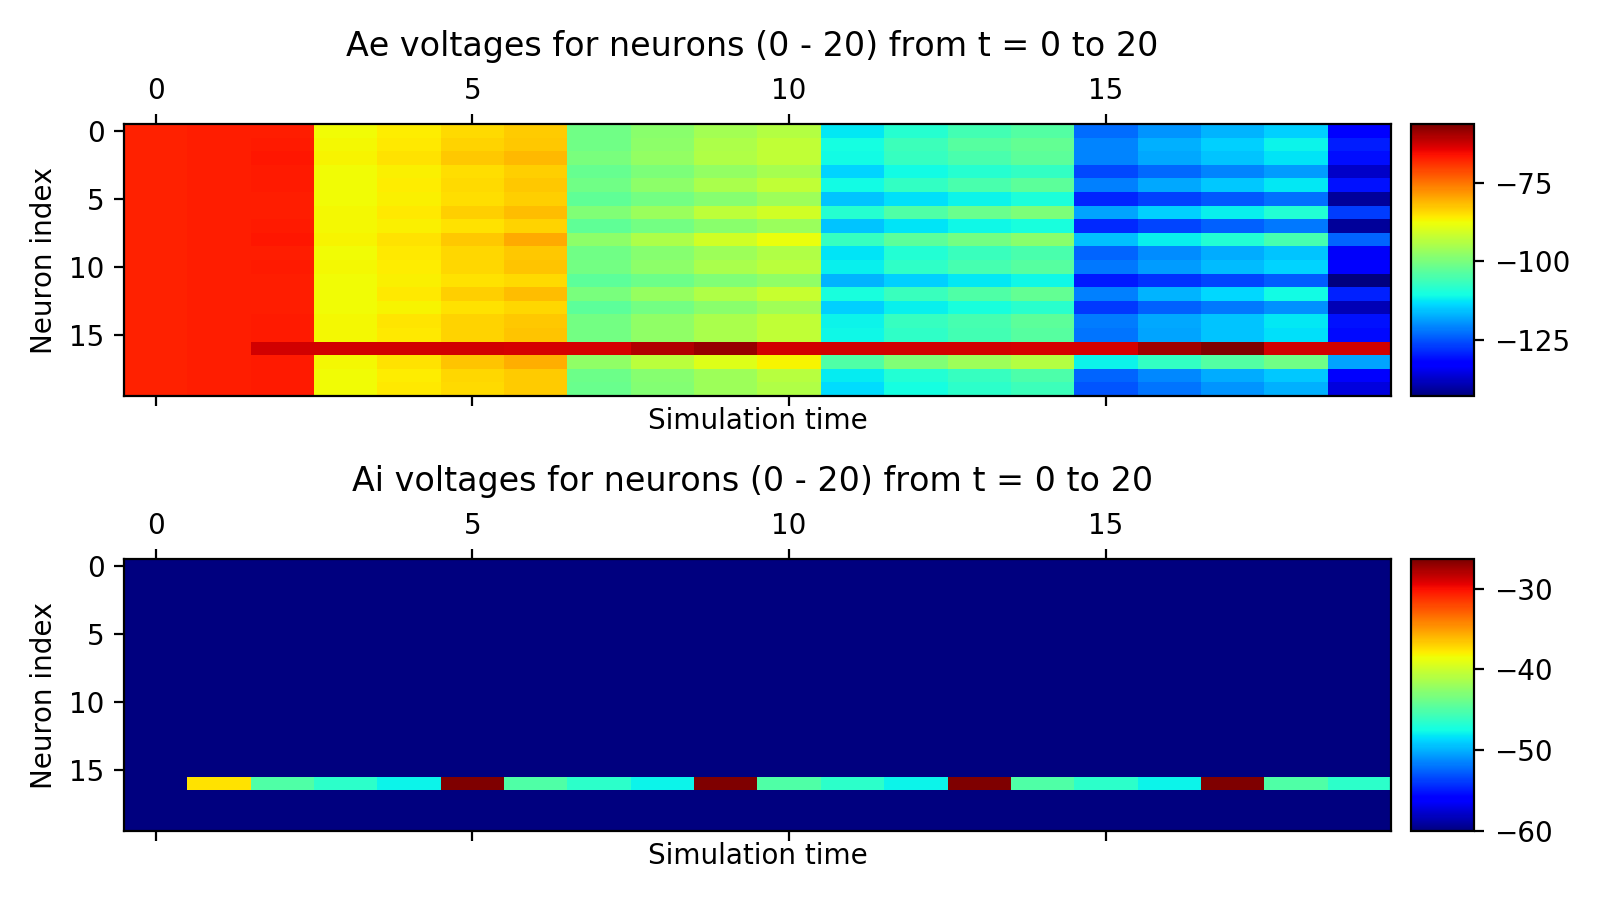 Ae voltages for neurons (0 - 20) from t = 0 to 20
0 5 10 15
0
5
10
15
Neuron index
Simulation time
−75
−100
−125
Ai voltages for neurons (0 - 20) from t = 0 to 20
0 5 10 15
0
5
10
15
Neuron index
Simulation time
−30
−40
−50
−60